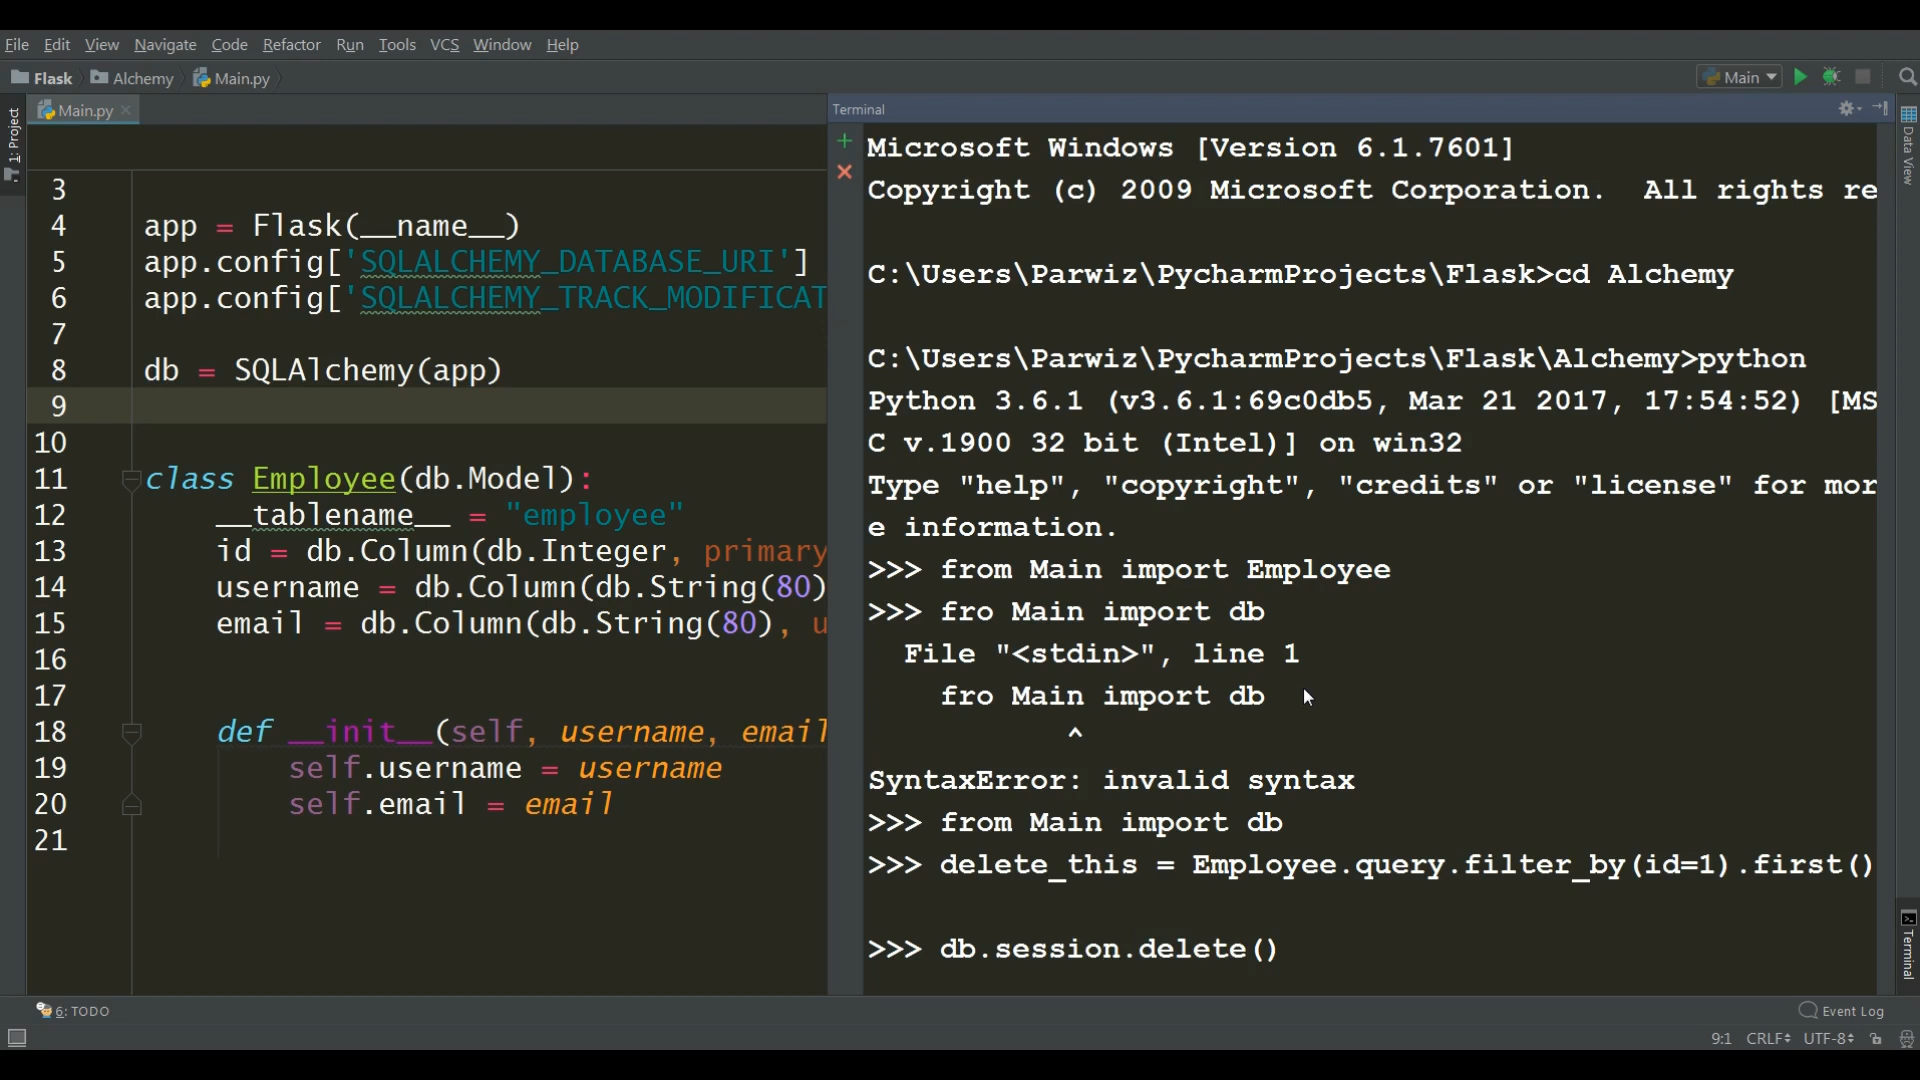 File Edit View Navigate Code Refactor Run Tools VCS Window Help
Flask Alchemy Main.py
Main
1: Project
Main.py
3
4 app = Flask(__name__)
5 app.config['SQLALCHEMY_DATABASE_URI']
6 app.config['SQLALCHEMY_TRACK_MODIFICAT
7
8 db = SQLAlchemy(app)
9
10
11 class Employee(db.Model):
12 __tablename__ = "employee"
13 id = db.Column(db.Integer, primary
14 username = db.Column(db.String(80)
15 email = db.Column(db.String(80), u
16
17
18 def __init__(self, username, email
19 self.username = username
20 self.email = email
21
Terminal
Microsoft Windows [Version 6.1.7601]
Copyright (c) 2009 Microsoft Corporation.  All rights re
C:\Users\Parwiz\PycharmProjects\Flask>cd Alchemy
C:\Users\Parwiz\PycharmProjects\Flask\Alchemy>python
Python 3.6.1 (v3.6.1:69c0db5, Mar 21 2017, 17:54:52) [MS
C v.1900 32 bit (Intel)] on win32
Type "help", "copyright", "credits" or "license" for mor
e information.
>>> from Main import Employee
>>> fro Main import db
File "<stdin>", line 1
fro Main import db
^
SyntaxError: invalid syntax
>>> from Main import db
>>> delete_this = Employee.query.filter_by(id=1).first()
>>> db.session.delete()
Data View
Terminal
6: TODO
Event Log
9:1 CRLF UTF-8